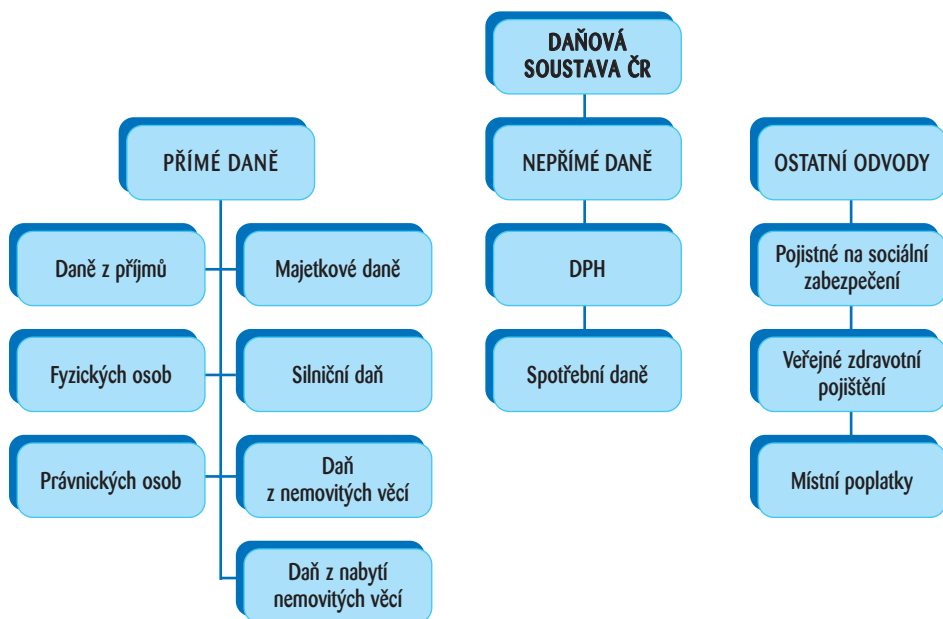 DAŇOVÁ
SOUSTAVA ČR
PŘÍMÉ DANĚ
NEPŘÍMÉ DANĚ
OSTATNÍ ODVODY
Daně z příjmů
Majetkové daně
DPH
Pojistné na sociální
zabezpečení
Fyzických osob
Silniční daň
Spotřební daně
Veřejné zdravotní
pojištění
Právnických osob
Daň
z nemovitých věcí
Místní poplatky
Daň z nabytí
nemovitých věcí